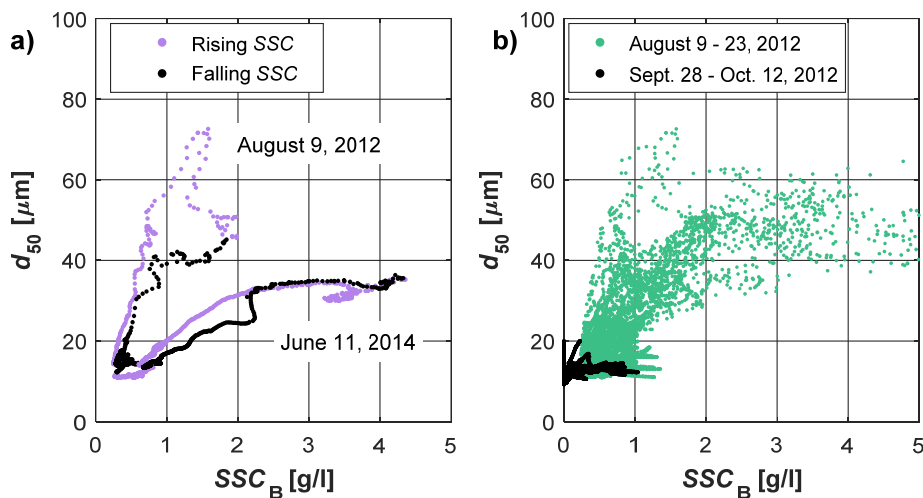 a)
Rising SSC
Falling SSC
August 9, 2012
June 11, 2014
100
80
60
40
20
0
d50 [μm]
0 1 2 3 4 5
SSCB [g/l]
b)
August 9 - 23, 2012
Sept. 28 - Oct. 12, 2012
100
80
60
40
20
0
d50 [μm]
0 1 2 3 4 5
SSCB [g/l]